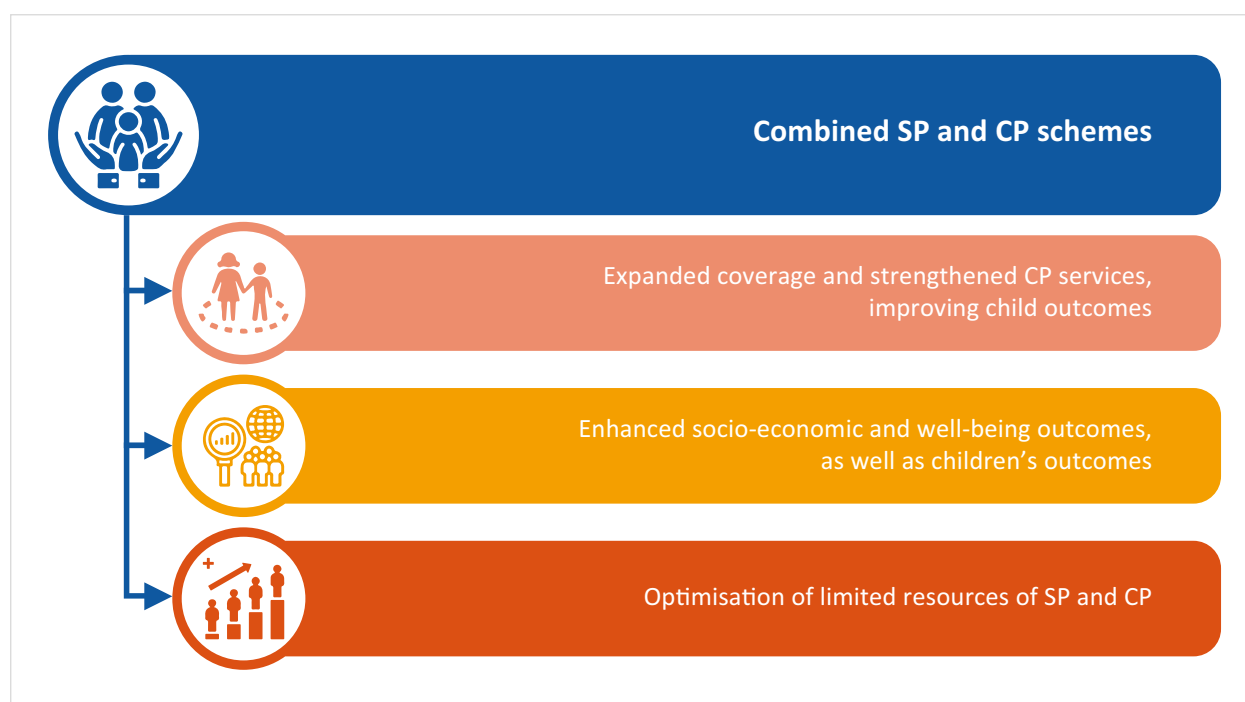 Combined SP and CP schemes
Expanded coverage and strengthened CP services,
improving child outcomes
Enhanced socio-economic and well-being outcomes,
as well as children’s outcomes
Optimisation of limited resources of SP and CP